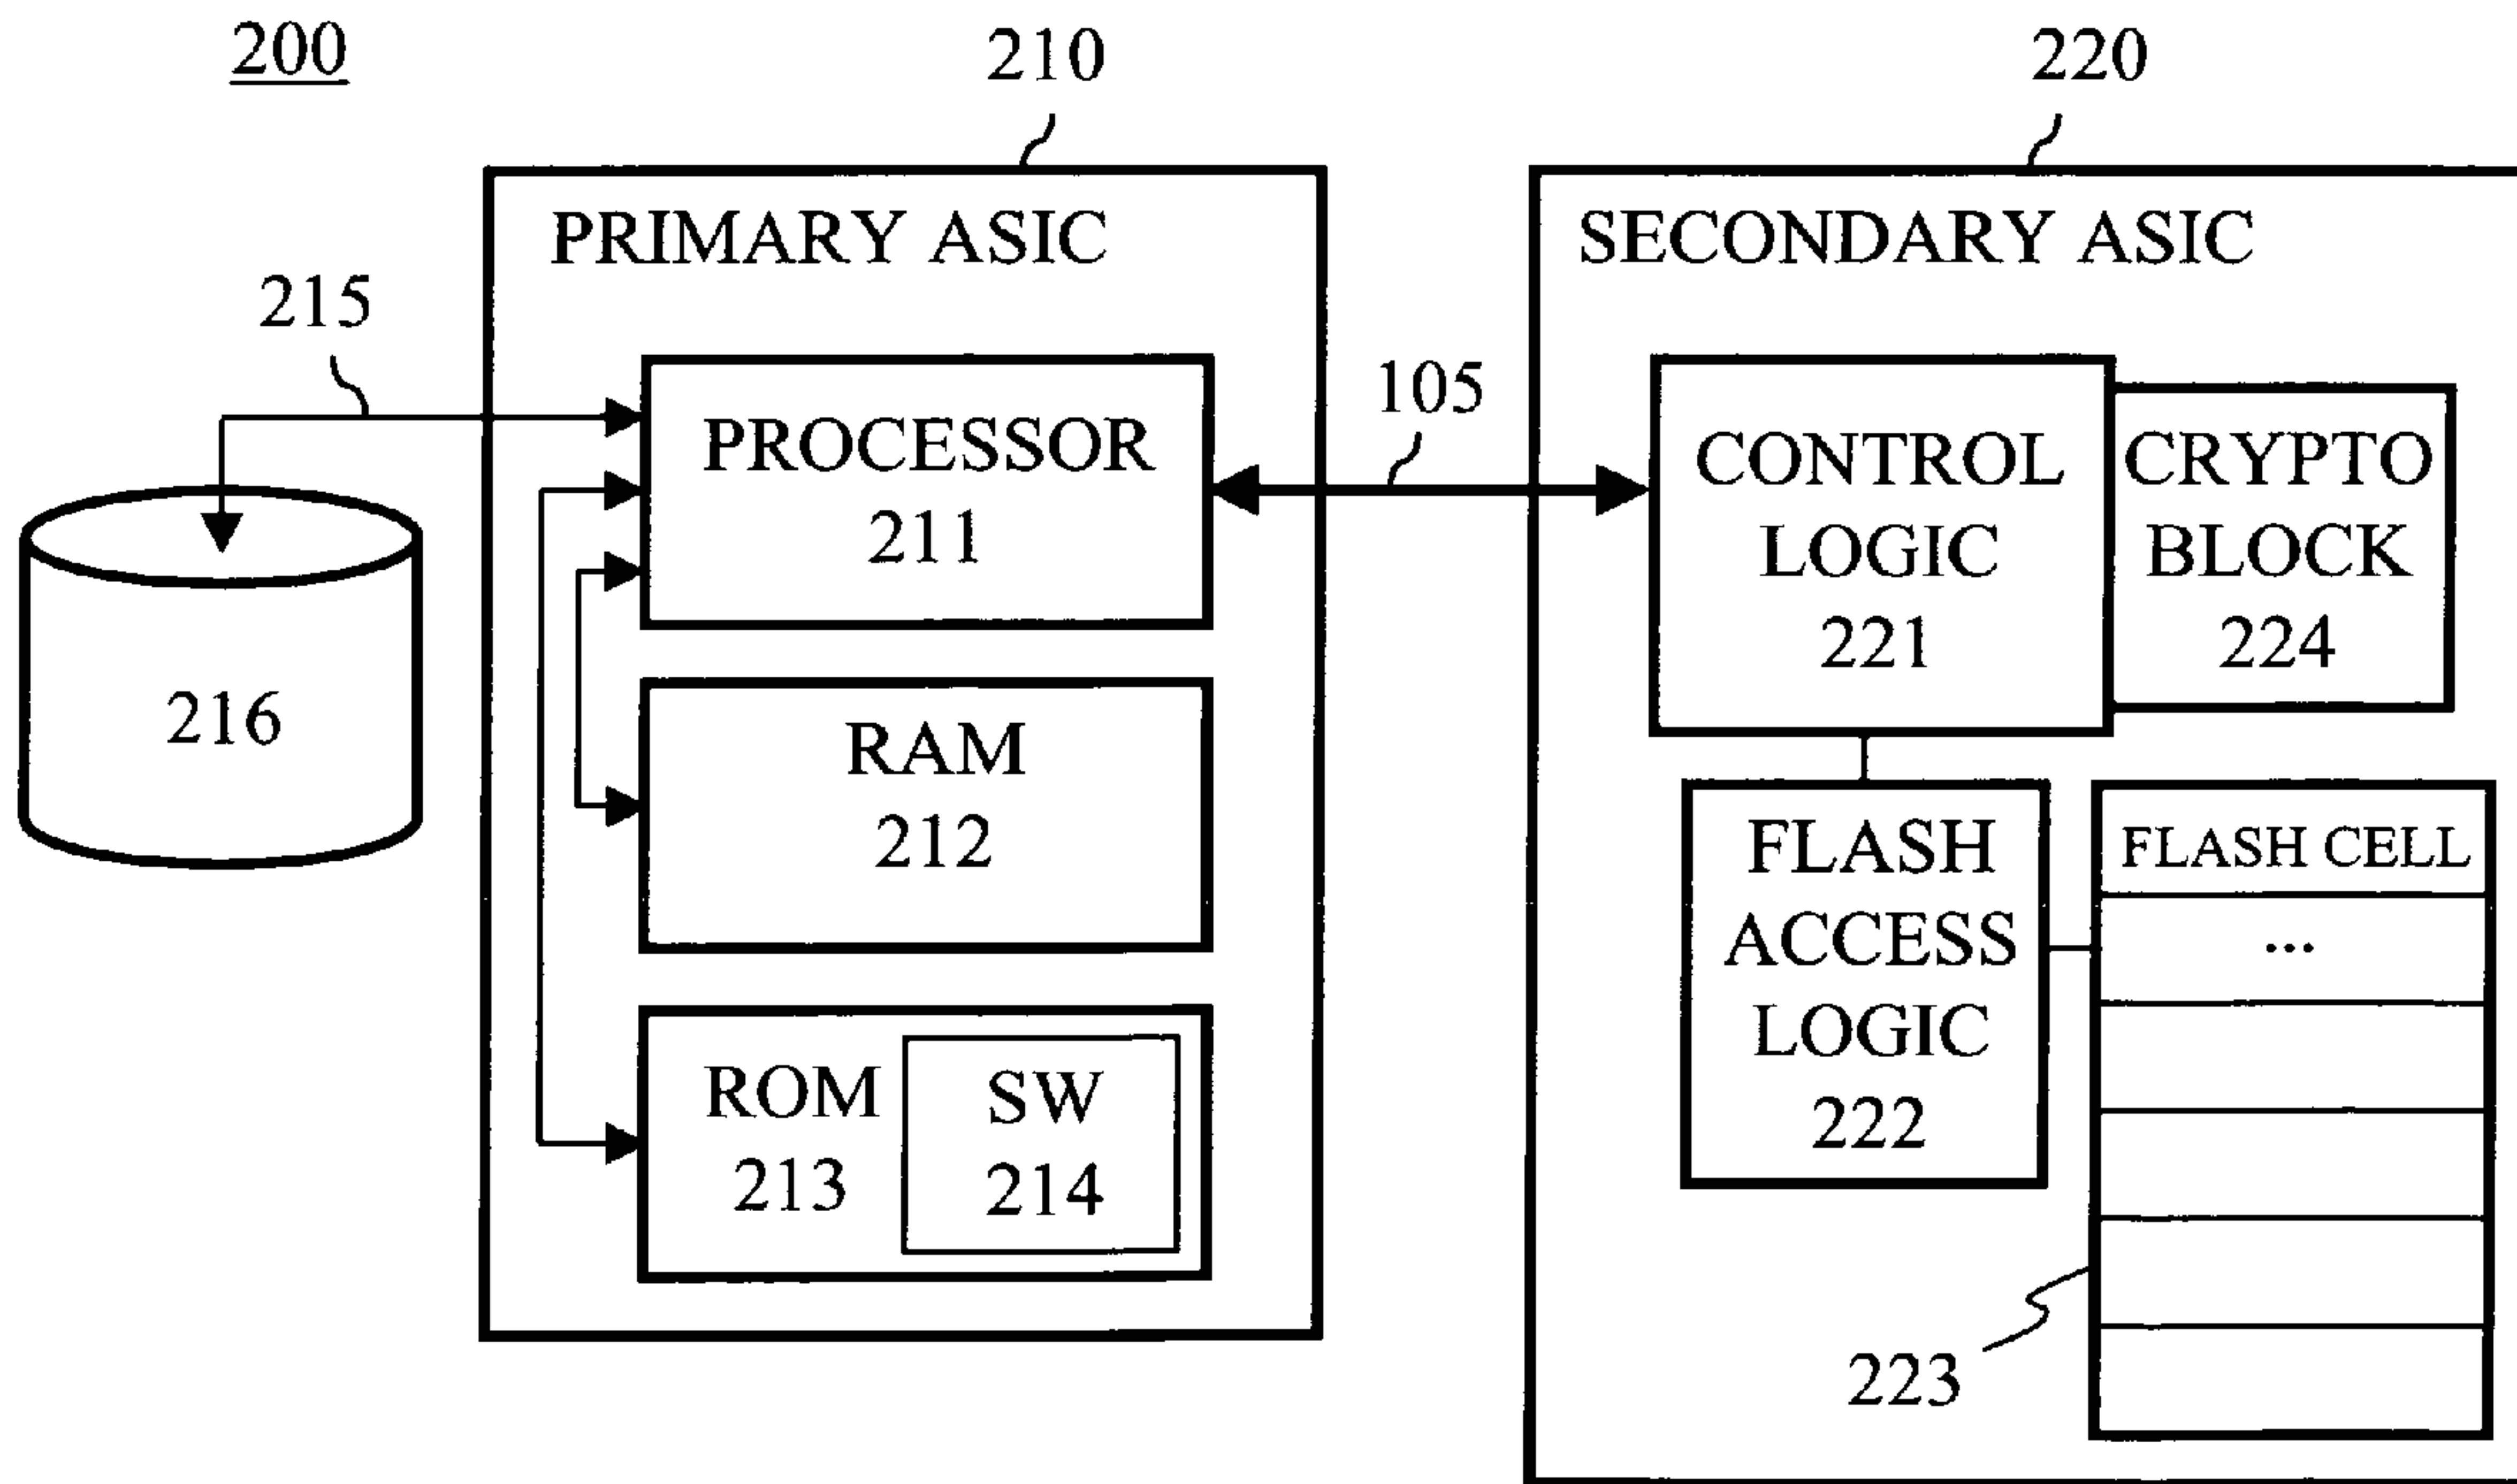 200
210
220
PRIMARY ASIC
SECONDARY ASIC
215
105
PROCESSOR
211
CONTROL
LOGIC
221
CRYPTO
BLOCK
224
216
RAM
212
FLASH
ACCESS
LOGIC
222
FLASH CELL
...
ROM
213
SW
214
223